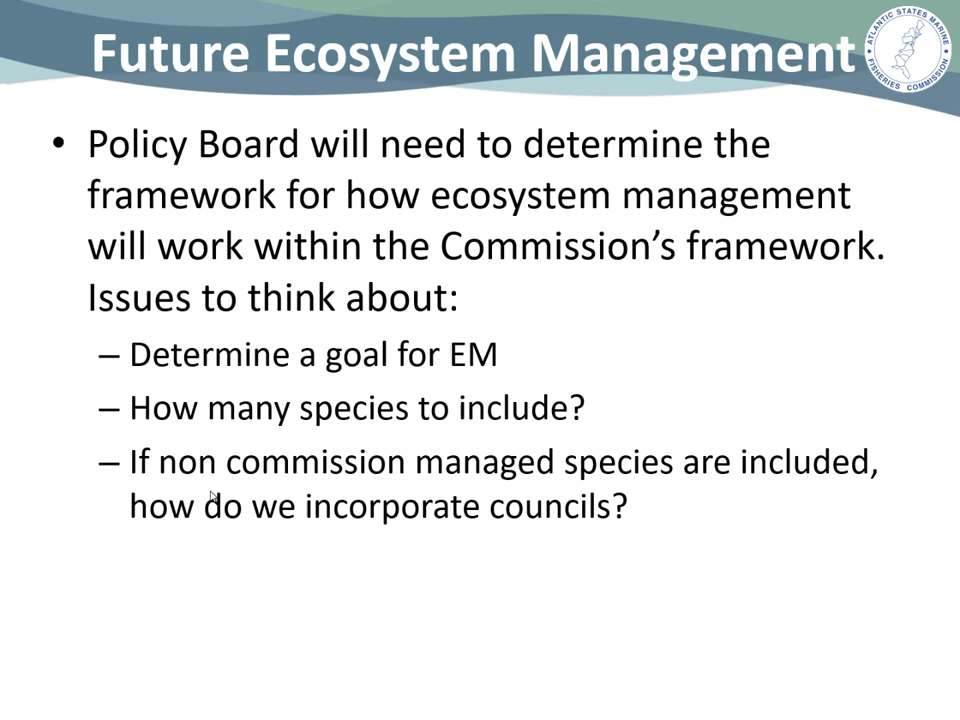 Future Ecosystem Management
ATLANTIC STATES MARINE
FISHERIES COMMISSION
• Policy Board will need to determine the
framework for how ecosystem management
will work within the Commission’s framework.
Issues to think about:
– Determine a goal for EM
– How many species to include?
– If non commission managed species are included,
how do we incorporate councils?